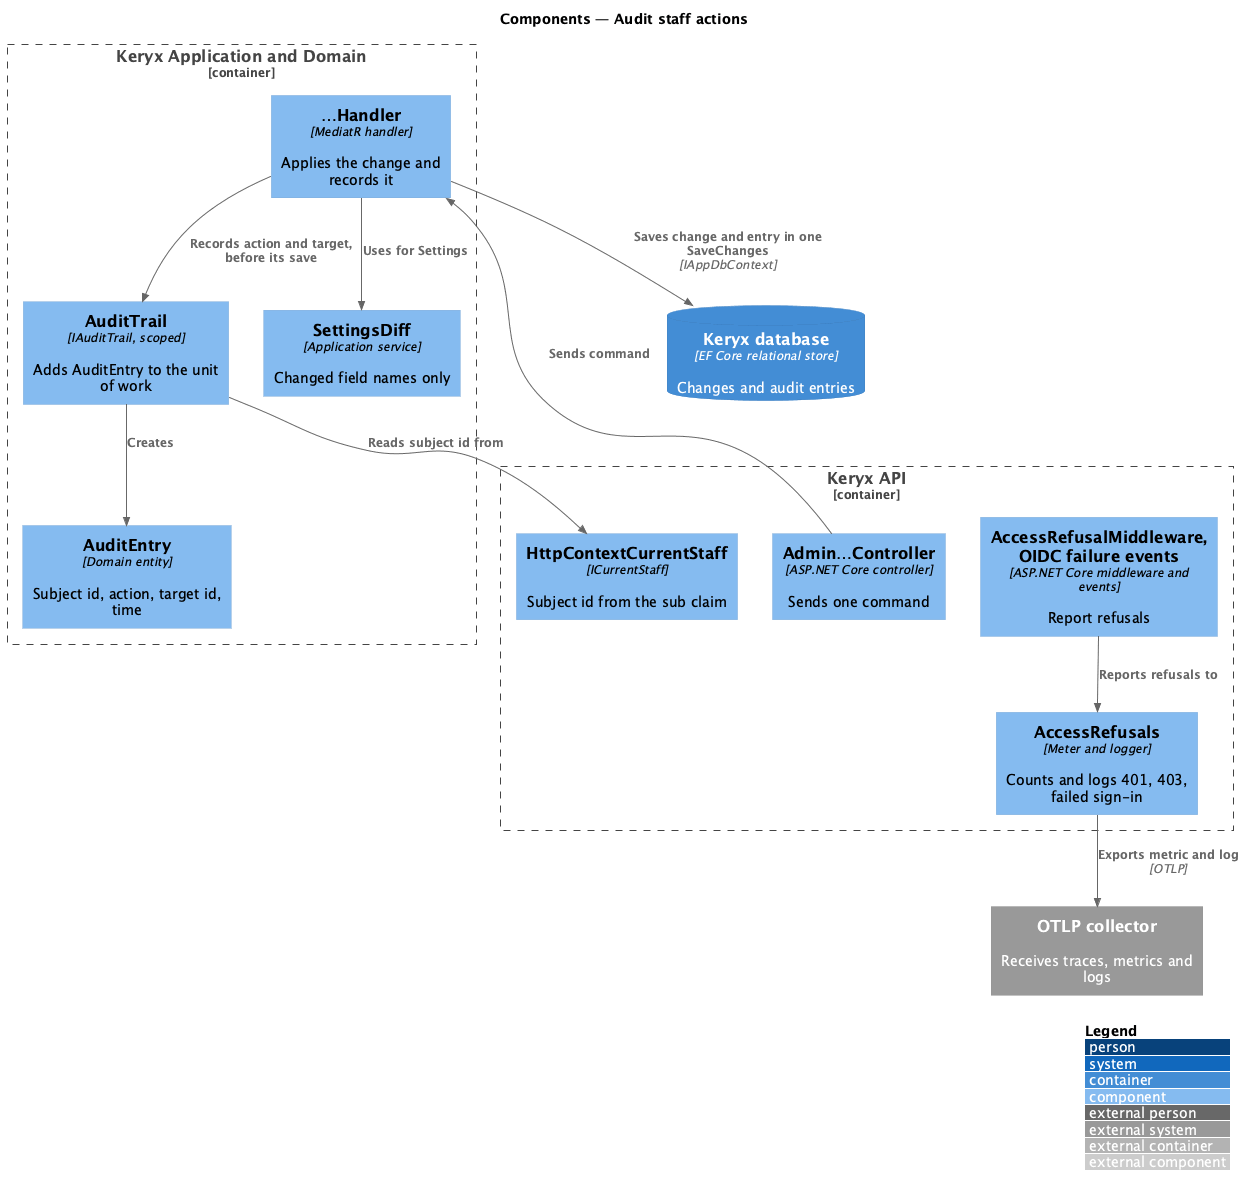 Components — Audit staff actions
Keryx Application and Domain
[container]
...Handler
[MediatR handler]
Applies the change and
records it
Records action and target,
before its save
Uses for Settings
Saves change and entry in one
SaveChanges
[IAppDbContext]
AuditTrail
[IAuditTrail, scoped]
Adds AuditEntry to the unit
of work
SettingsDiff
[Application service]
Changed field names only
Sends command
Keryx database
[EF Core relational store]
Changes and audit entries
Creates
Reads subject id from
Keryx API
[container]
AuditEntry
[Domain entity]
Subject id, action, target id,
time
HttpContextCurrentStaff
[ICurrentStaff]
Subject id from the sub claim
Admin...Controller
[ASP.NET Core controller]
Sends one command
AccessRefusalMiddleware,
OIDC failure events
[ASP.NET Core middleware and
events]
Report refusals
Reports refusals to
AccessRefusals
[Meter and logger]
Counts and logs 401, 403,
failed sign-in
Exports metric and log
[OTLP]
OTLP collector
Receives traces, metrics and
logs
Legend
person
system
container
component
external person
external system
external container
external component